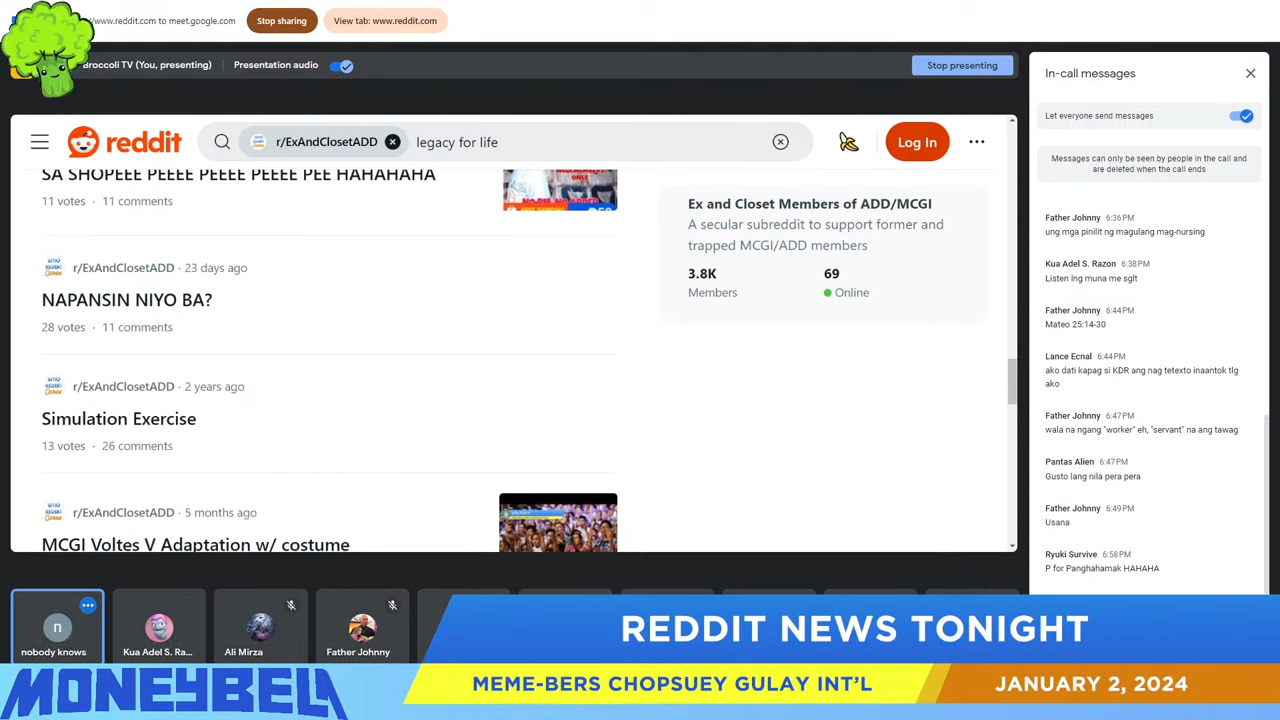 //www.reddit.com to meet.google.com
Stop sharing
View tab: www.reddit.com
Broccoli TV (You, presenting)
Presentation audio
Stop presenting
reddit
r/ExAndClosetADD
legacy for life
Log In
SA SHOPEEE PEEEE PEEEE PEEEE PEE HAHAHAHA
11 votes · 11 comments
r/ExAndClosetADD · 23 days ago
NAPANSIN NIYO BA?
28 votes · 11 comments
r/ExAndClosetADD · 2 years ago
Simulation Exercise
13 votes · 26 comments
r/ExAndClosetADD · 5 months ago
MCGI Voltes V Adaptation w/ costume
Ex and Closet Members of ADD/MCGI
A secular subreddit to support former and
trapped MCGI/ADD members
3.8K
Members
69
Online
In-call messages
Let everyone send messages
Messages can only be seen by people in the call and
are deleted when the call ends
Father Johnny 6:36 PM
ung mga pinilit ng magulang mag-nursing
Kua Adel S. Razon 6:38 PM
Listen lng muna me sglt
Father Johnny 6:44 PM
Mateo 25:14-30
Lance Ecnal 6:44 PM
ako dati kapag si KDR ang nag tetexto inaantok tlg
ako
Father Johnny 6:47 PM
wala na ngang "worker" eh, "servant" na ang tawag
Pantas Alien 6:47 PM
Gusto lang nila pera pera
Father Johnny 6:49 PM
Usana
Ryuki Survive 6:58 PM
P for Panghahamak HAHAHA
n
nobody knows
Kua Adel S. Ra...
Ali Mirza
Father Johnny
REDDIT NEWS TONIGHT
MONEYBELA
MEME-BERS CHOPSUEY GULAY INT'L
JANUARY 2, 2024